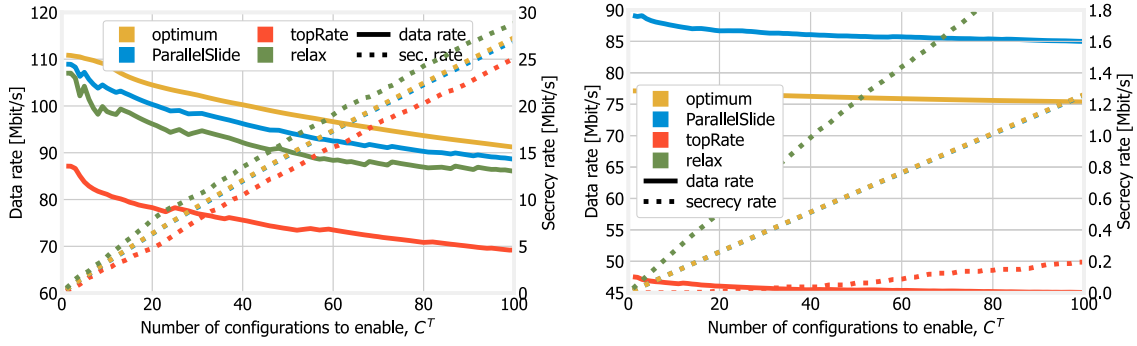 120
110
100
90
80
70
60
Data rate [Mbit/s]
optimum
ParallelSlide
topRate
relax
data rate
sec. rate
30
25
20
15
10
5
0
Secrecy rate [Mbit/s]
0 20 40 60 80 100
Number of configurations to enable, C^T
90
85
80
75
70
65
60
55
50
45
Data rate [Mbit/s]
optimum
ParallelSlide
topRate
relax
data rate
secrecy rate
1.8
1.6
1.4
1.2
1.0
0.8
0.6
0.4
0.2
0.0
Secrecy rate [Mbit/s]
0 20 40 60 80 100
Number of configurations to enable, C^T